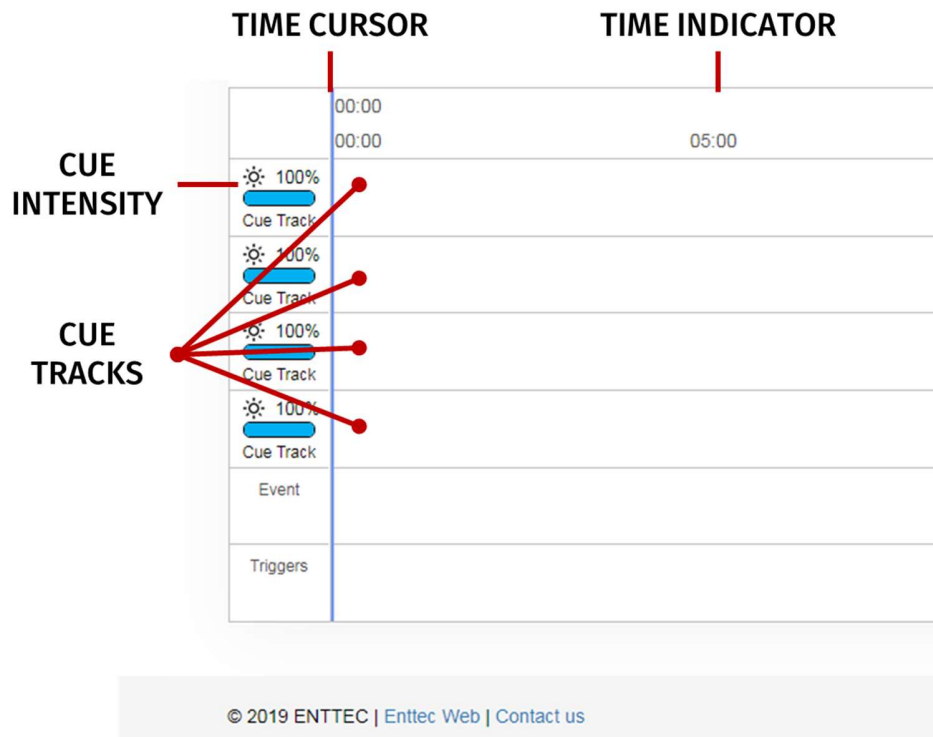 TIME CURSOR
TIME INDICATOR
00:00
00:00
05:00
CUE
INTENSITY
100%
Cue Track
100%
Cue Track
CUE
TRACKS
100%
Cue Track
100%
Cue Track
Event
Triggers
© 2019 ENTTEC | Enttec Web | Contact us